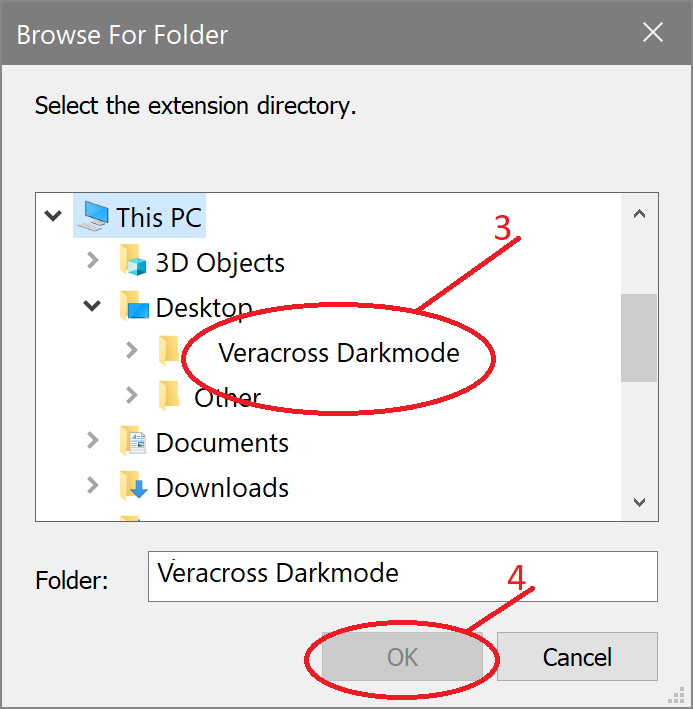 Browse For Folder
Select the extension directory.
This PC
3
3D Objects
Desktop
Veracross Darkmode
Other
Documents
Downloads
Folder: Veracross Darkmode
4
OK Cancel